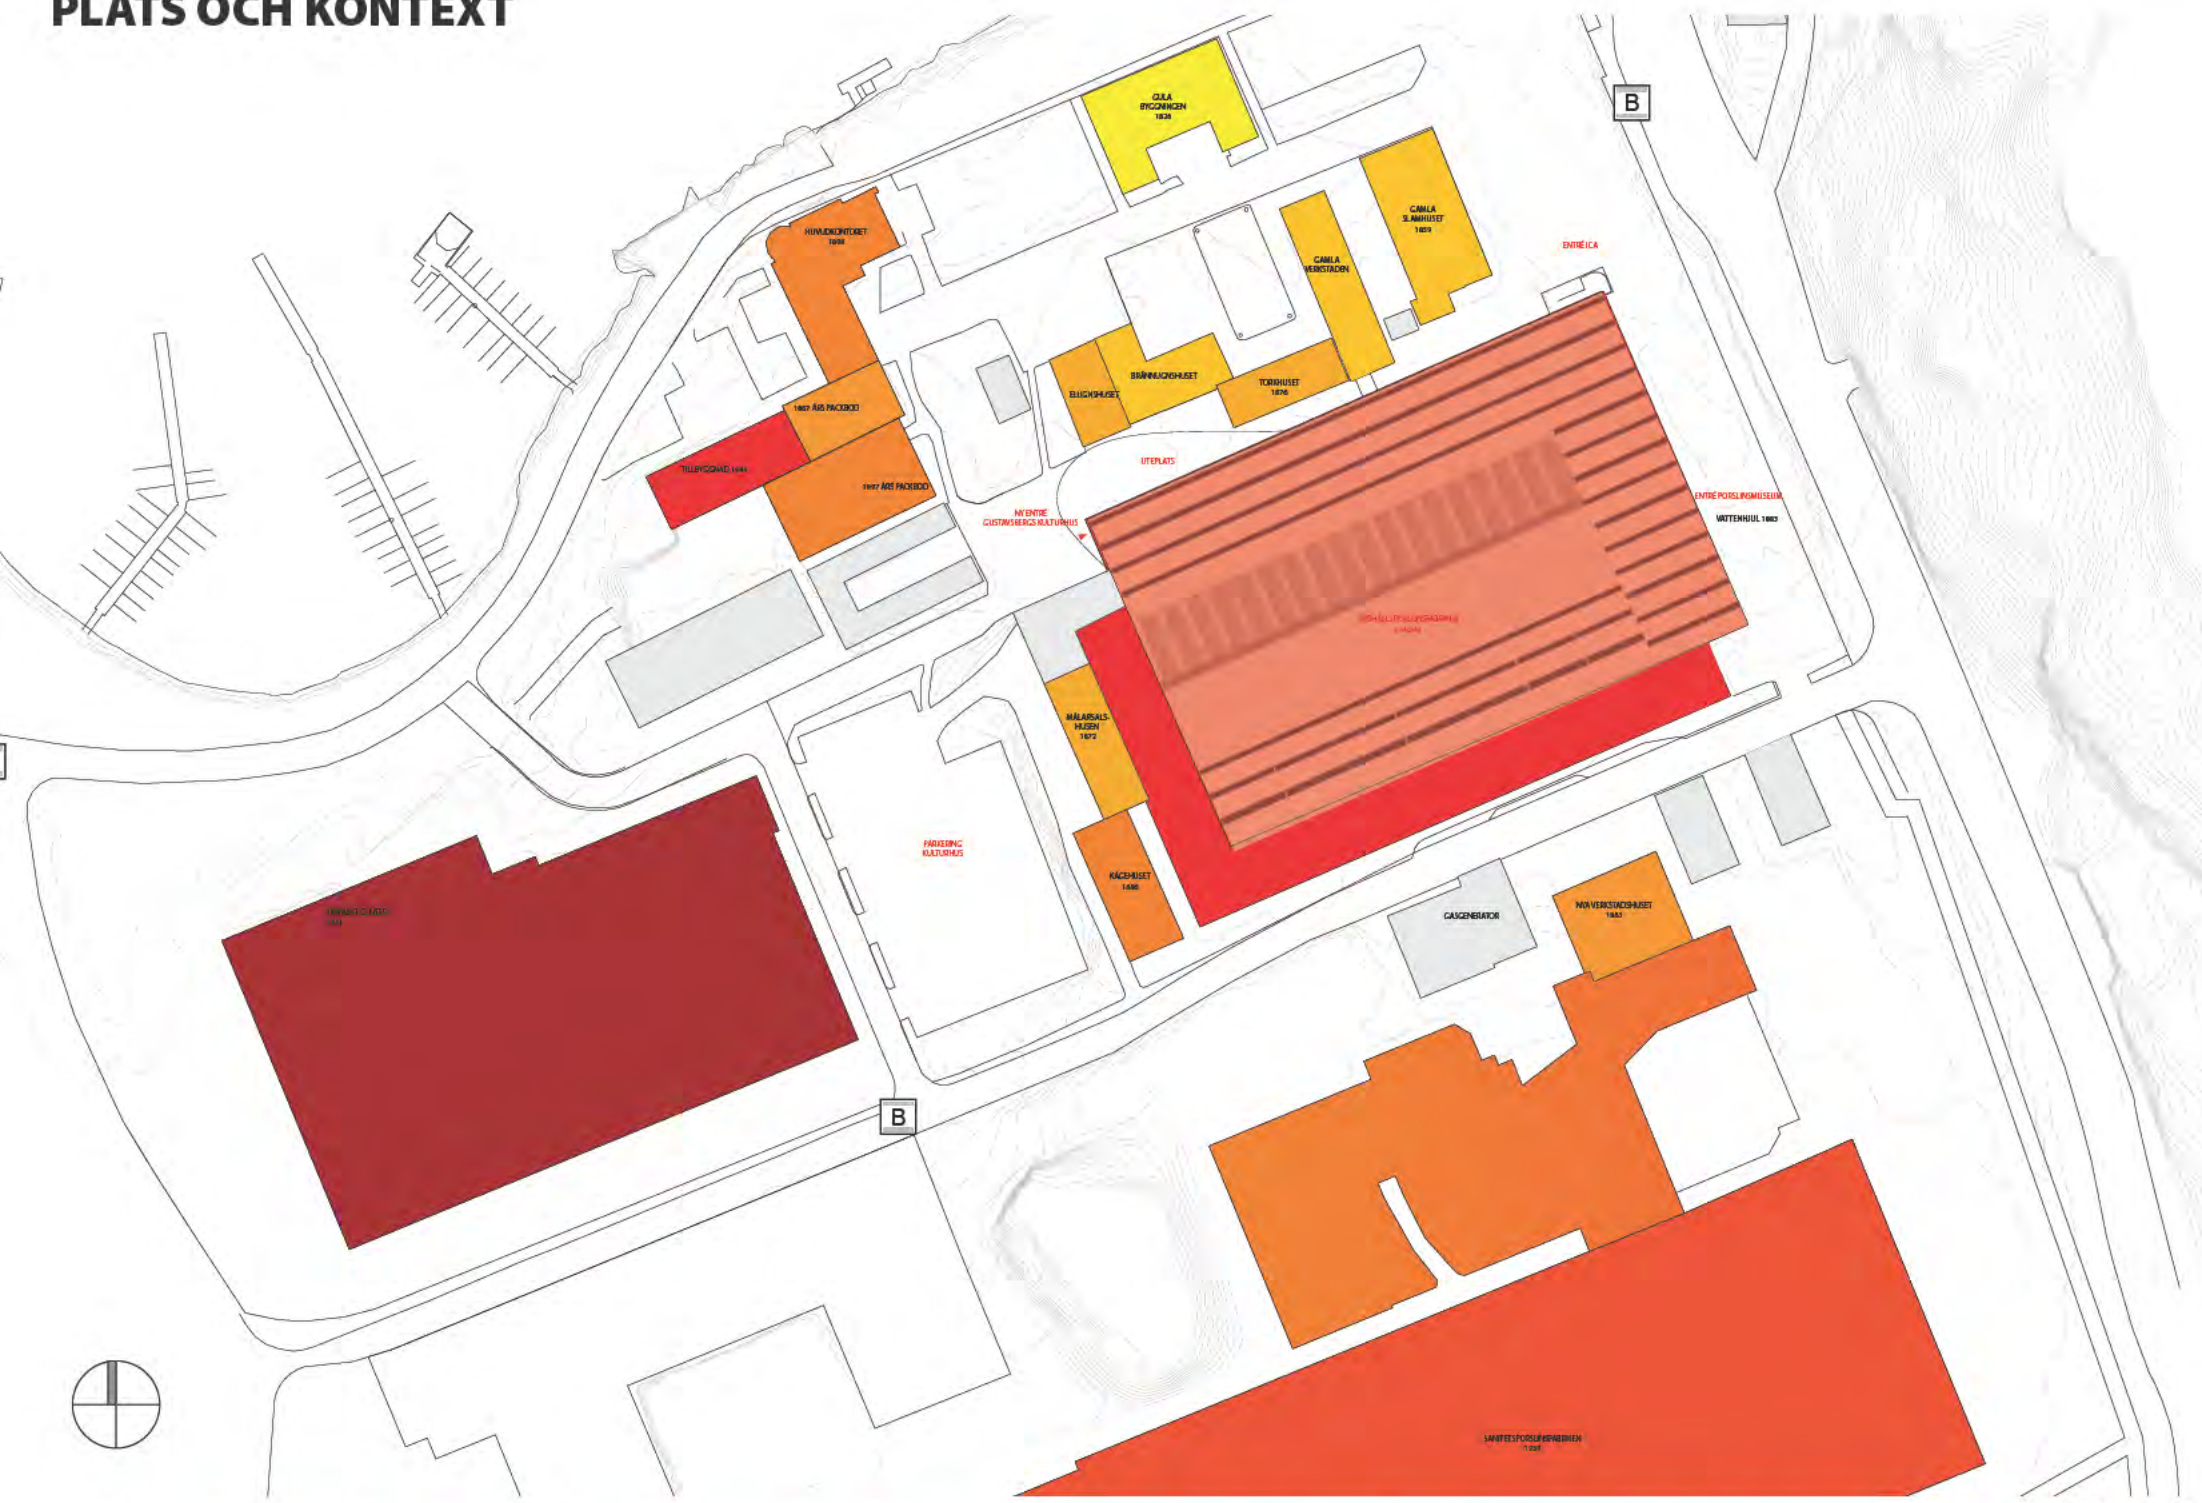 PLATS OCH KONTEXT
GULA
BYGGNINGEN
B
HUVUDKONTORET
GAMLA
SLAMHUSET
1859
GAMLA
VERKSTADEN
ENTRÉ ICA
ELUGNSHUSET
BRÄNNUGNSHUSET
TORKHUSET
1876
1867 ÅRS PACKBOD
TILLBYGGNAD
1897 ÅRS PACKBOD
UTEPLATS
NY ENTRÉ
GUSTAVSBERGS KULTURHUS
ENTRÉ PORSLINSMUSEUM
VATTENHJUL
MÅLARSALS-
HUSEN
1872
PARKERING
KULTURHUS
KÅGEHUSET
GASGENERATOR
NYA VERKSTADSHUSET
B
SANITETSPORSLINSFABRIKEN